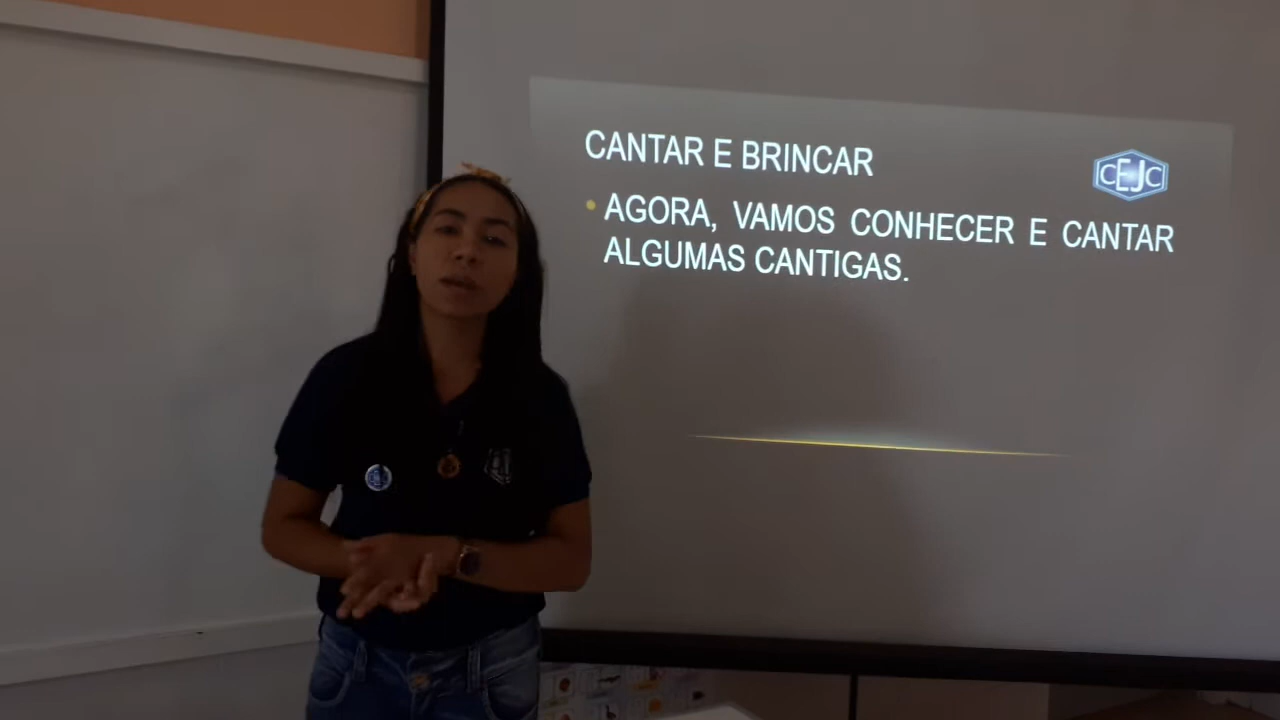 CANTAR E BRINCAR
CEJC
• AGORA, VAMOS CONHECER E CANTAR
ALGUMAS CANTIGAS.